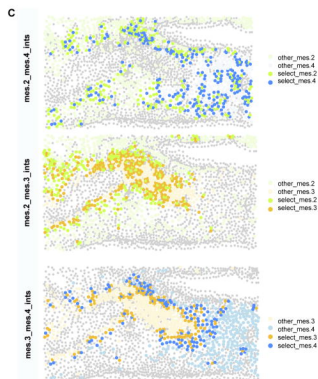 C
mes.2_mes.4_ints
other_mes.2
other_mes.4
select_mes.2
select_mes.4
mes.2_mes.3_ints
other_mes.2
other_mes.3
select_mes.2
select_mes.3
mes.3_mes.4_ints
other_mes.3
other_mes.4
select_mes.3
select_mes.4